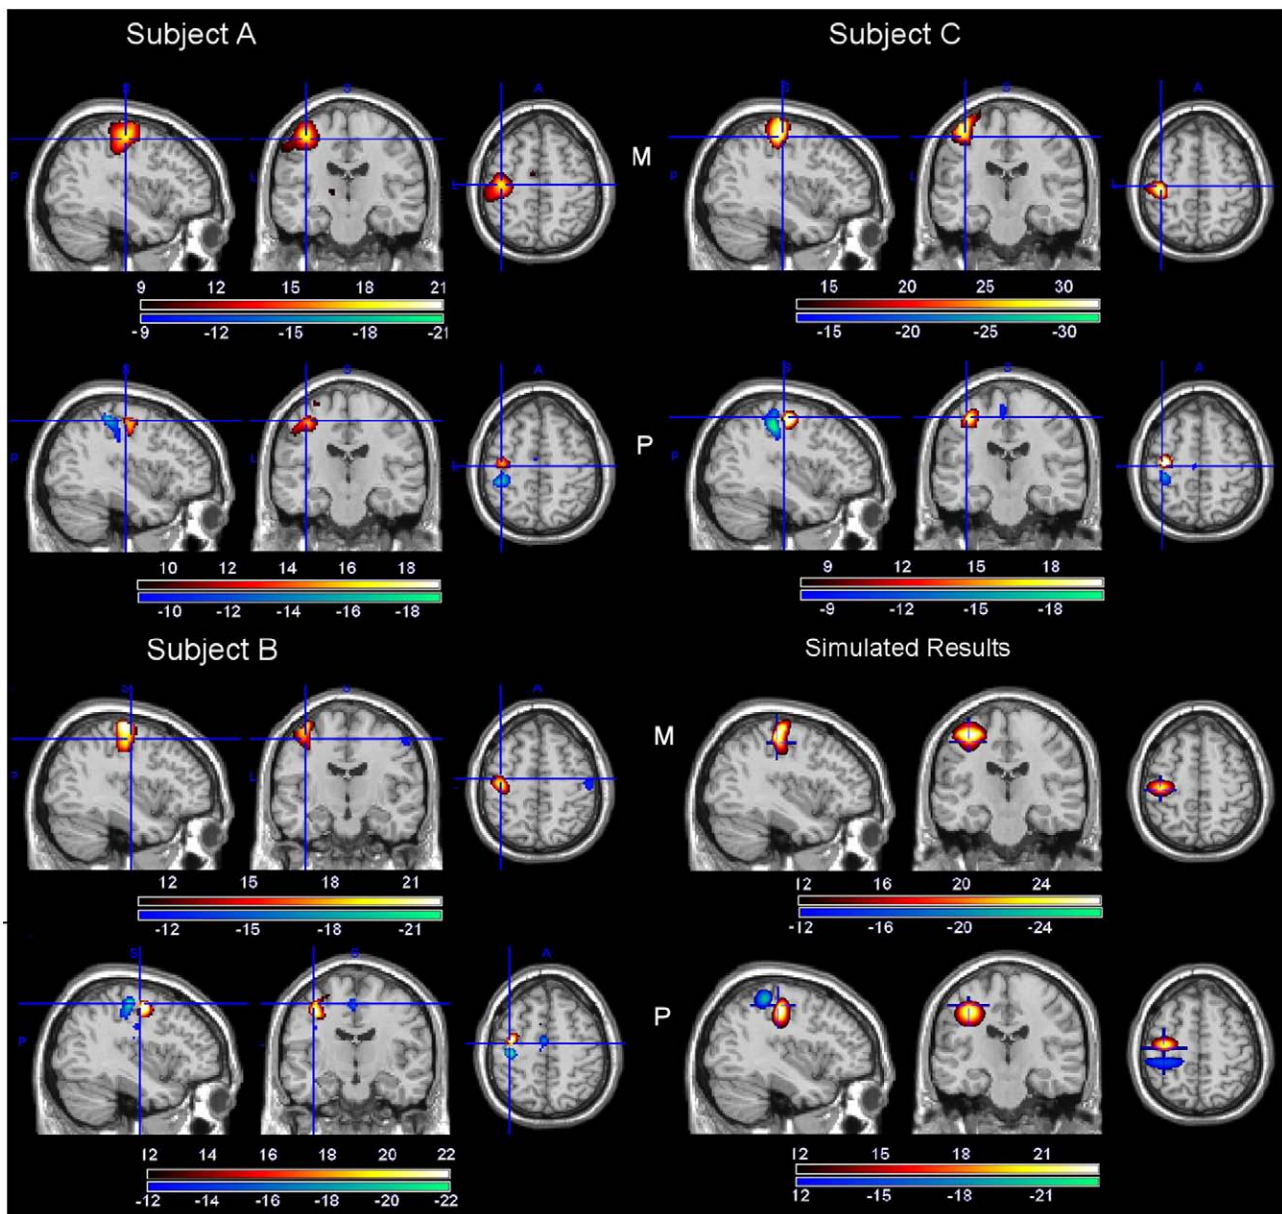 Subject A
Subject C
S S A
S S A
M
P L L
P L L
9 12 15 18 21
-9 -12 -15 -18 -21
15 20 25 30
-15 -20 -25 -30
S S A
S S A
P
P L L
P L
10 12 14 16 18
-10 -12 -14 -16 -18
9 12 15 18
-9 -12 -15 -18
Subject B
Simulated Results
S S A
M
P L
12 15 18 21
-12 -15 -18 -21
12 16 20 24
-12 -16 -20 -24
S S A
P
P
12 14 16 18 20 22
-12 -14 -16 -18 -20 -22
12 15 18 21
12 -15 -18 -21